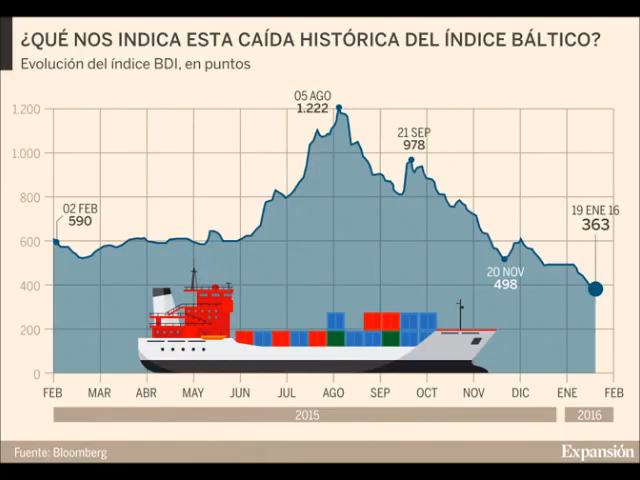 ¿QUÉ NOS INDICA ESTA CAÍDA HISTÓRICA DEL ÍNDICE BÁLTICO?
Evolución del índice BDI, en puntos
05 AGO
1.222
1.200
21 SEP
978
1.000
800
02 FEB
590
19 ENE 16
363
600
20 NOV
498
400
200
0
FEB MAR ABR MAY JUN JUL AGO SEP OCT NOV DIC ENE FEB
2015 2016
Fuente: Bloomberg
Expansión